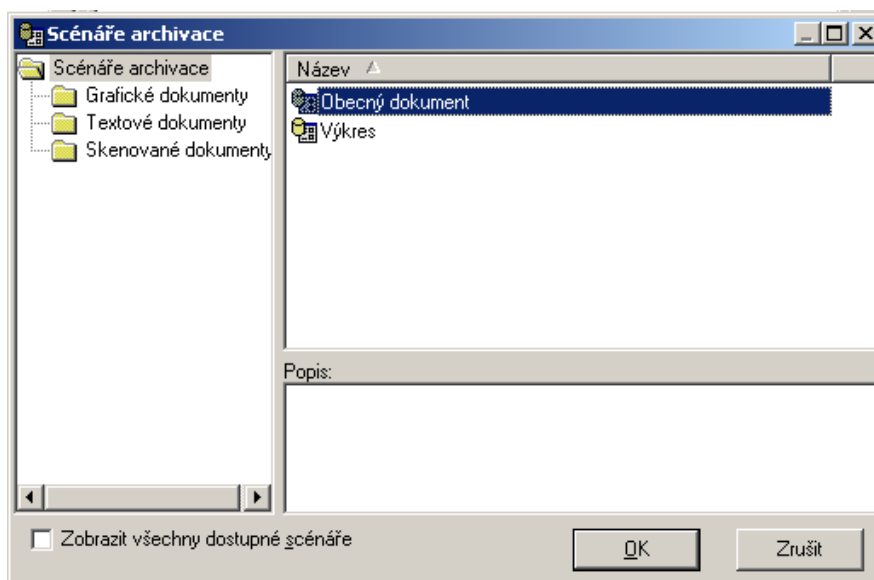 Scénáře archivace
Scénáře archivace
Grafické dokumenty
Textové dokumenty
Skenované dokumenty
Název
Obecný dokument
Výkres
Popis:
Zobrazit všechny dostupné scénáře
OK
Zrušit